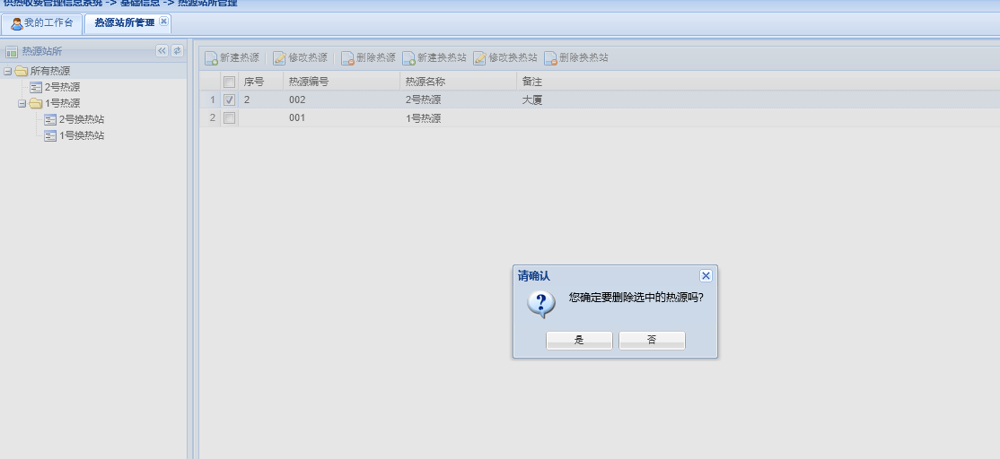 供热收费管理信息系统 -> 基础信息 -> 热源站所管理
我的工作台 热源站所管理
热源站所
所有热源
2号热源
1号热源
2号换热站
1号换热站
新建热源 修改热源 删除热源 新建换热站 修改换热站 删除换热站
序号 热源编号 热源名称 备注
1 2 002 2号热源 大厦
2 001 1号热源
请确认
您确定要删除选中的热源吗?
是 否